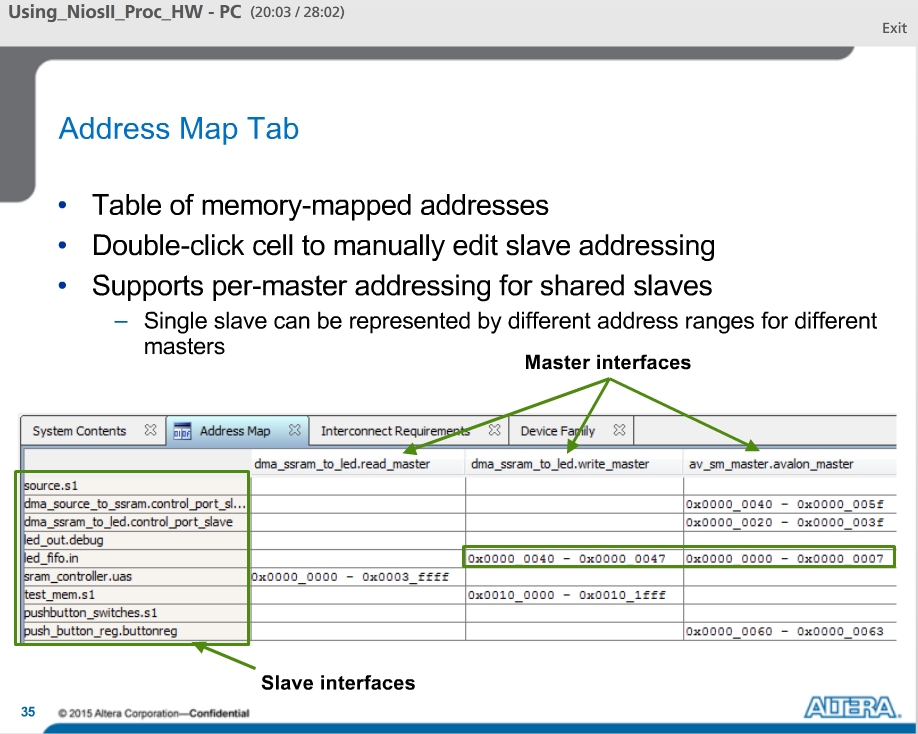 Using_NiosII_Proc_HW - PC (20:03 / 28:02)
Exit
Address Map Tab
• Table of memory-mapped addresses
• Double-click cell to manually edit slave addressing
• Supports per-master addressing for shared slaves
– Single slave can be represented by different address ranges for different
masters
Master interfaces
System Contents Address Map Interconnect Requirements Device Family
dma_ssram_to_led.read_master dma_ssram_to_led.write_master av_sm_master.avalon_master
source.s1
dma_source_to_ssram.control_port_sl... 0x0000_0040 - 0x0000_005f
dma_ssram_to_led.control_port_slave 0x0000_0020 - 0x0000_003f
led_out.debug
led_fifo.in 0x0000_0040 - 0x0000_0047 0x0000_0000 - 0x0000_0007
sram_controller.uas 0x0000_0000 - 0x0003_ffff
test_mem.s1 0x0010_0000 - 0x0010_1fff
pushbutton_switches.s1
push_button_reg.buttonreg 0x0000_0060 - 0x0000_0063
Slave interfaces
35 © 2015 Altera Corporation—Confidential
ALTERA.